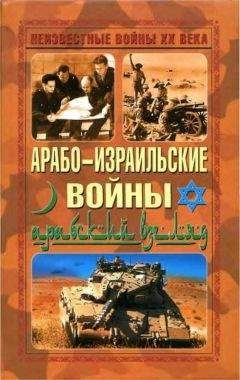 НЕИЗВЕСТНЫЕ ВОЙНЫ XX ВЕКА
АРАБО–ИЗРАИЛЬСКИЕ
ВОЙНЫ
арабский взгляд